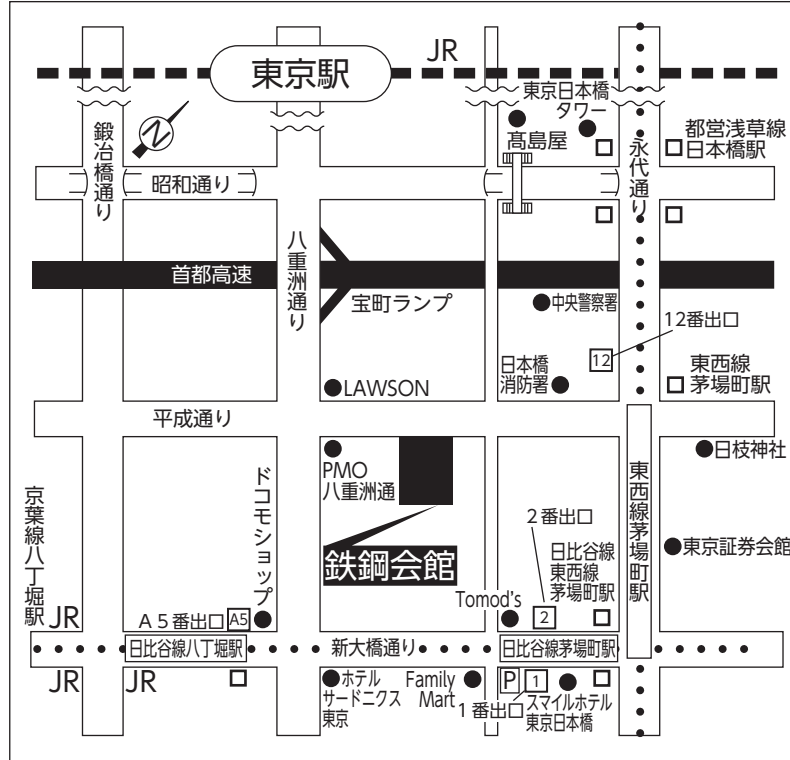 JR
東京駅
東京日本橋
タワー
髙島屋
都営浅草線
日本橋駅
鍛冶橋通り
N
昭和通り
永代通り
八重洲通り
首都高速
宝町ランプ
中央警察署
12番出口
12
日本橋
消防署
東西線
茅場町駅
LAWSON
平成通り
PMO
八重洲通
日枝神社
ドコモショップ
京葉線八丁堀駅
東西線茅場町駅
2番出口
鉄鋼会館
日比谷線
東西線
茅場町駅
東京証券会館
Tomod's
JR
A5番出口
A5
2
日比谷線八丁堀駅
新大橋通り
日比谷線茅場町駅
JR
JR
ホテル
サードニクス
東京
Family
Mart
P
1
1番出口
スマイルホテル
東京日本橋